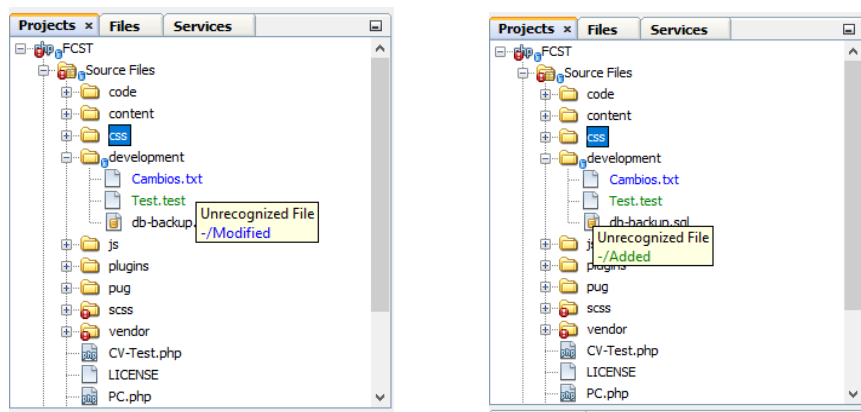 Projects × Files Services
FCST
Source Files
code
content
css
development
Cambios.txt
Test.test
db-backup.
Unrecognized File
-/Modified
js
plugins
pug
scss
vendor
CV-Test.php
LICENSE
PC.php
Projects × Files Services
FCST
Source Files
code
content
css
development
Cambios.txt
Test.test
db-backup.sql
Unrecognized File
-/Added
plugins
pug
scss
vendor
CV-Test.php
LICENSE
PC.php